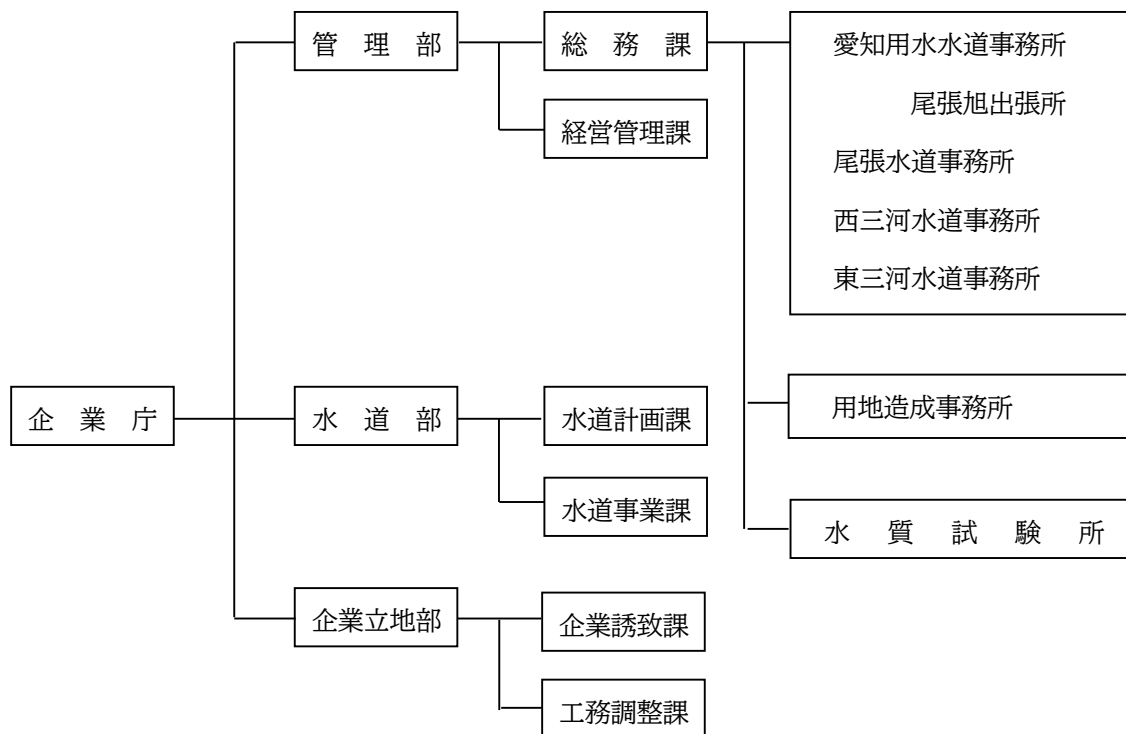 管理部
総務課
経営管理課
愛知用水水道事務所
尾張旭出張所
尾張水道事務所
西三河水道事務所
東三河水道事務所
企業庁
水道部
水道計画課
水道事業課
用地造成事務所
水質試験所
企業立地部
企業誘致課
工務調整課